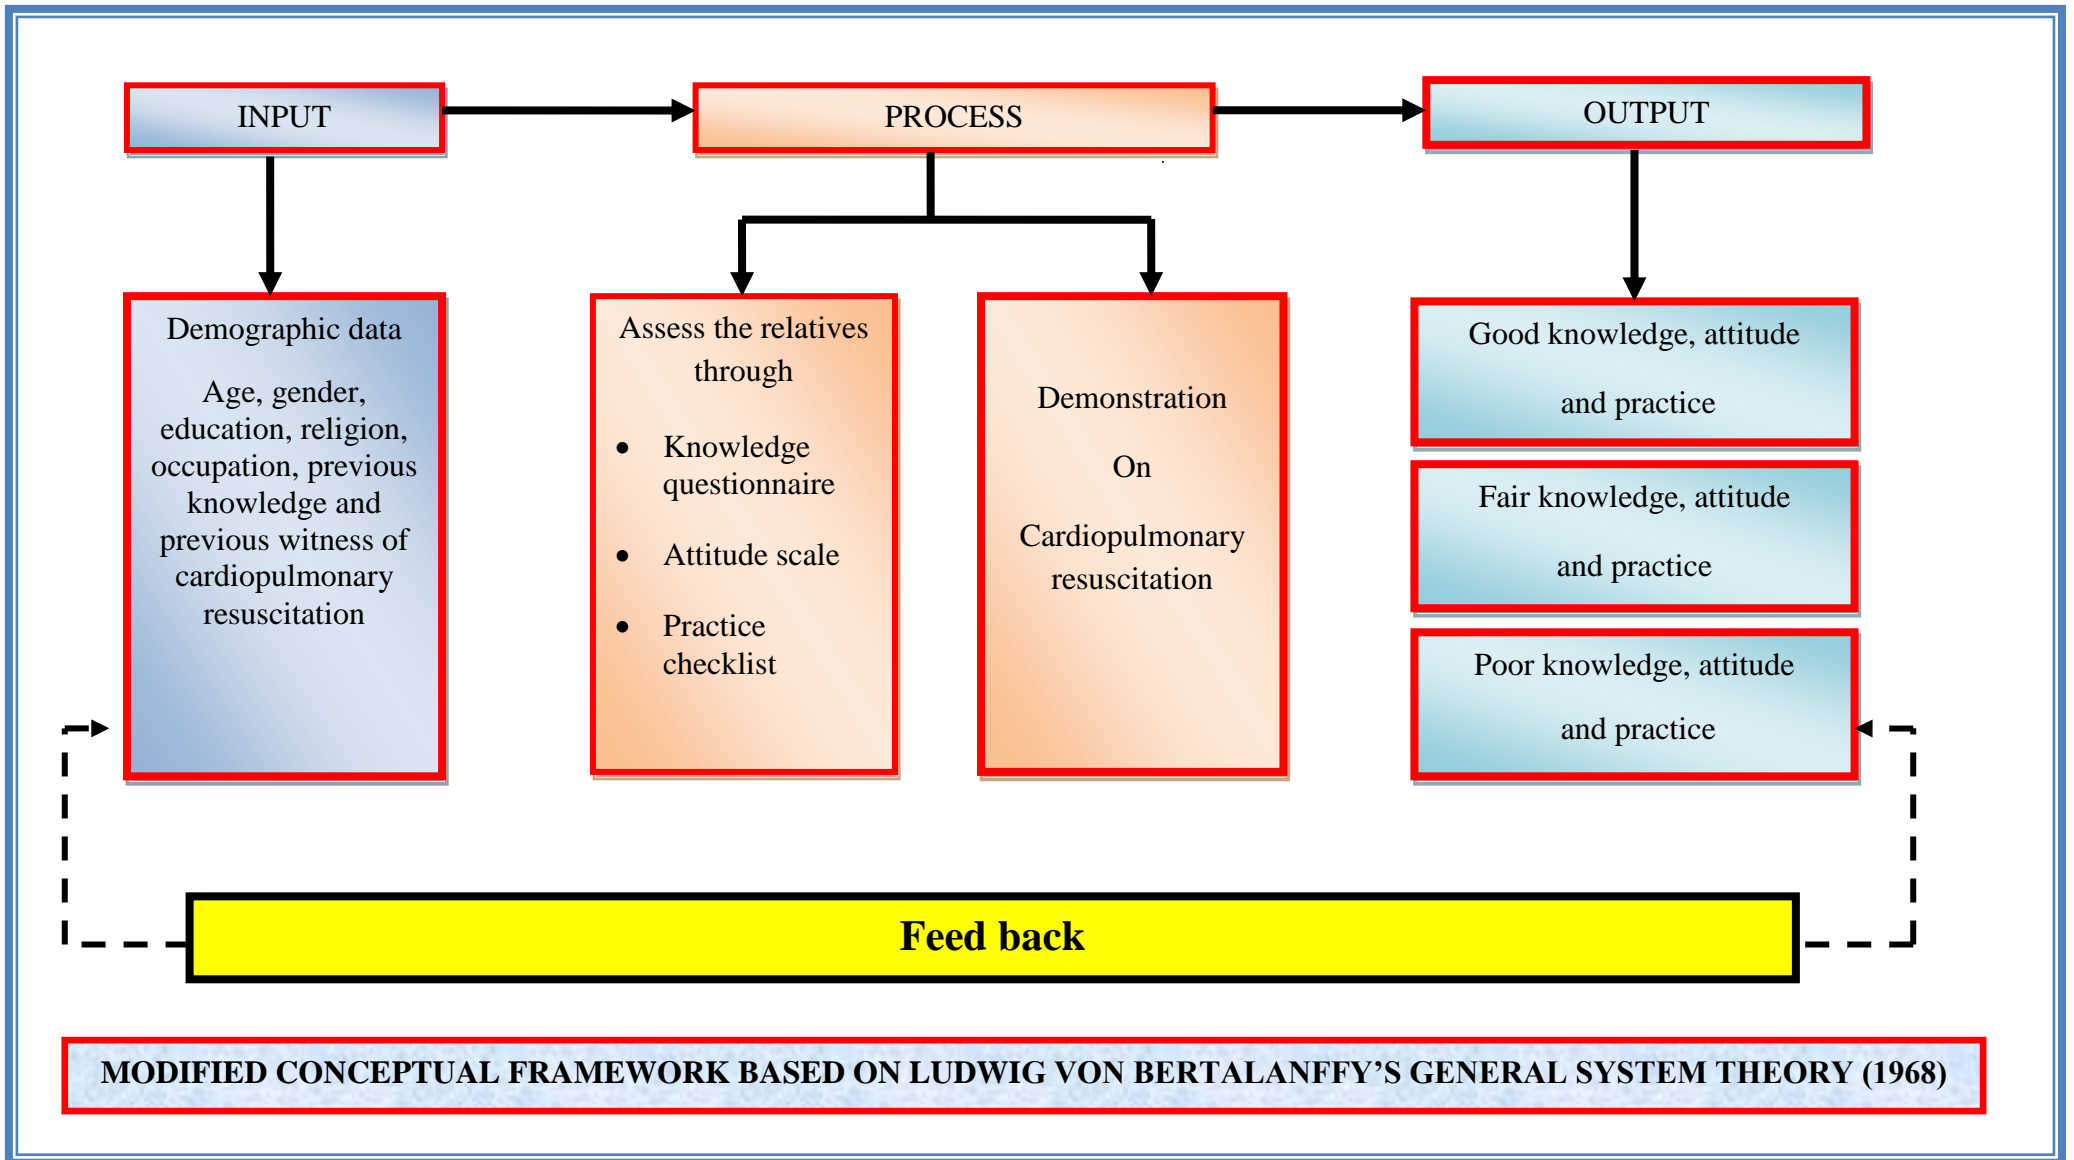 INPUT
PROCESS
OUTPUT
Demographic data
Age, gender,
education, religion,
occupation, previous
knowledge and
previous witness of
cardiopulmonary
resuscitation
Assess the relatives
through
• Knowledge
questionnaire
• Attitude scale
• Practice
checklist
Demonstration
On
Cardiopulmonary
resuscitation
Good knowledge, attitude
and practice
Fair knowledge, attitude
and practice
Poor knowledge, attitude
and practice
Feed back
MODIFIED CONCEPTUAL FRAMEWORK BASED ON LUDWIG VON BERTALANFFY’S GENERAL SYSTEM THEORY (1968)